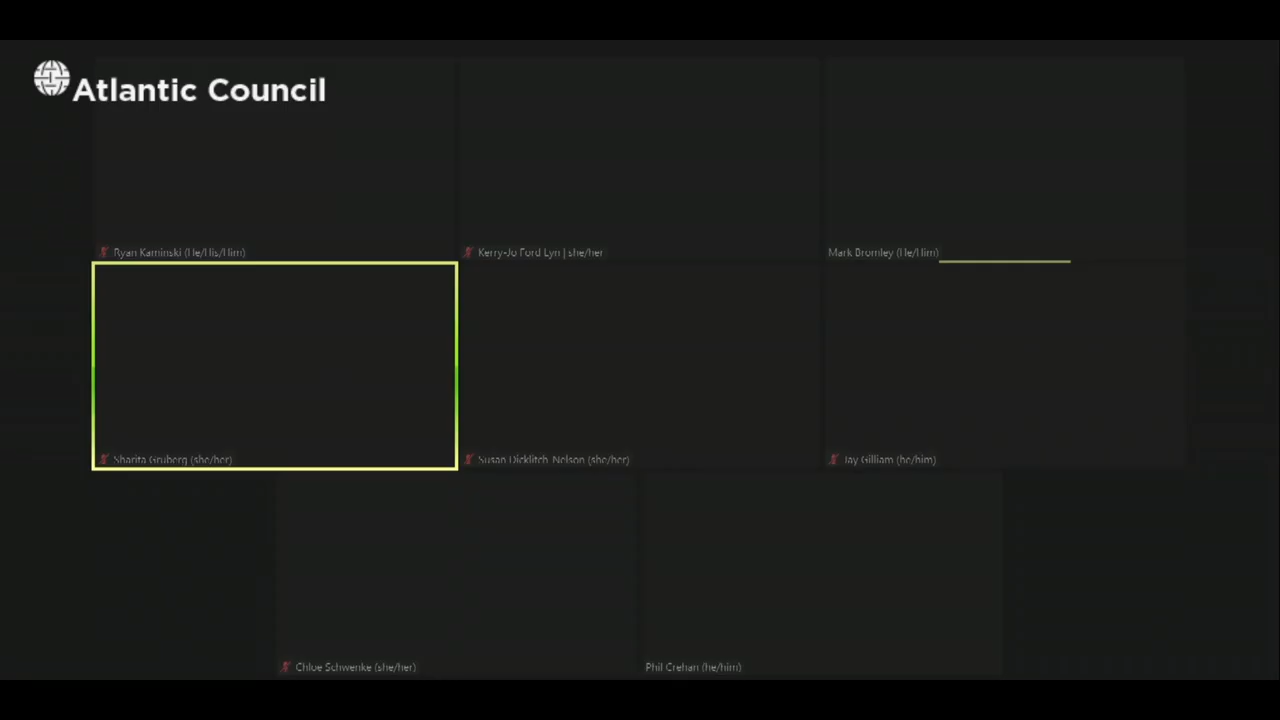 Atlantic Council
Ryan Kaminski (He/His/Him)
Kerry-Jo Ford Lyn | she/her
Mark Bromley (He/Him)
Sharita Gruberg (she/her)
Susan Dicklitch-Nelson (she/her)
Jay Gilliam (he/him)
Chloe Schwenke (she/her)
Phil Crehan (he/him)